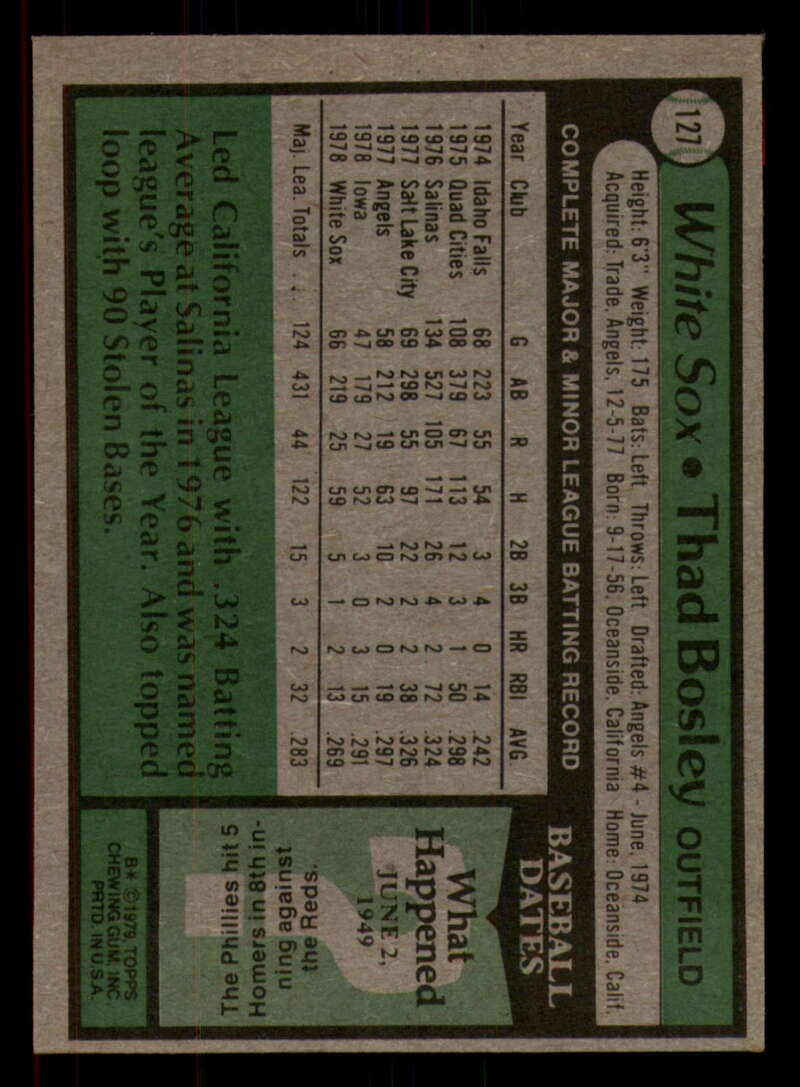 127
White Sox • Thad Bosley OUTFIELD
Height: 6'3" Weight: 175 Bats: Left Throws: Left Drafted: Angels #4 - June, 1974
Acquired: Trade, Angels, 12-5-77 Born: 9-17-56, Oceanside, California Home: Oceanside, Calif.
COMPLETE MAJOR & MINOR LEAGUE BATTING RECORD
Year Club G AB R H 2B 3B HR RBI AVG.
1974 Idaho Falls 68 223 55 54 3 4 0 14 .242
1975 Quad Cities 108 379 67 113 12 3 1 50 .298
1976 Salinas 134 527 105 171 26 4 2 72 .324
1977 Salt Lake City 69 298 55 97 22 2 2 38 .326
1977 Angels 58 212 19 63 10 2 0 19 .297
1978 Iowa 47 179 27 52 3 0 3 15 .291
1978 White Sox 66 219 25 59 5 1 2 13 .269
Maj. Lea. Totals . . . 124 431 44 122 15 3 2 32 .283
Led California League with .324 Batting
Average at Salinas in 1976 and was named
league's Player of the Year. Also topped
loop with 90 Stolen Bases.
BASEBALL
DATES
What
Happened
JUNE 2,
1949
The Phillies hit 5
Homers in 8th in-
ning against
the Reds.
B* © 1979 TOPPS
CHEWING GUM, INC
PRTD. IN U.S.A.